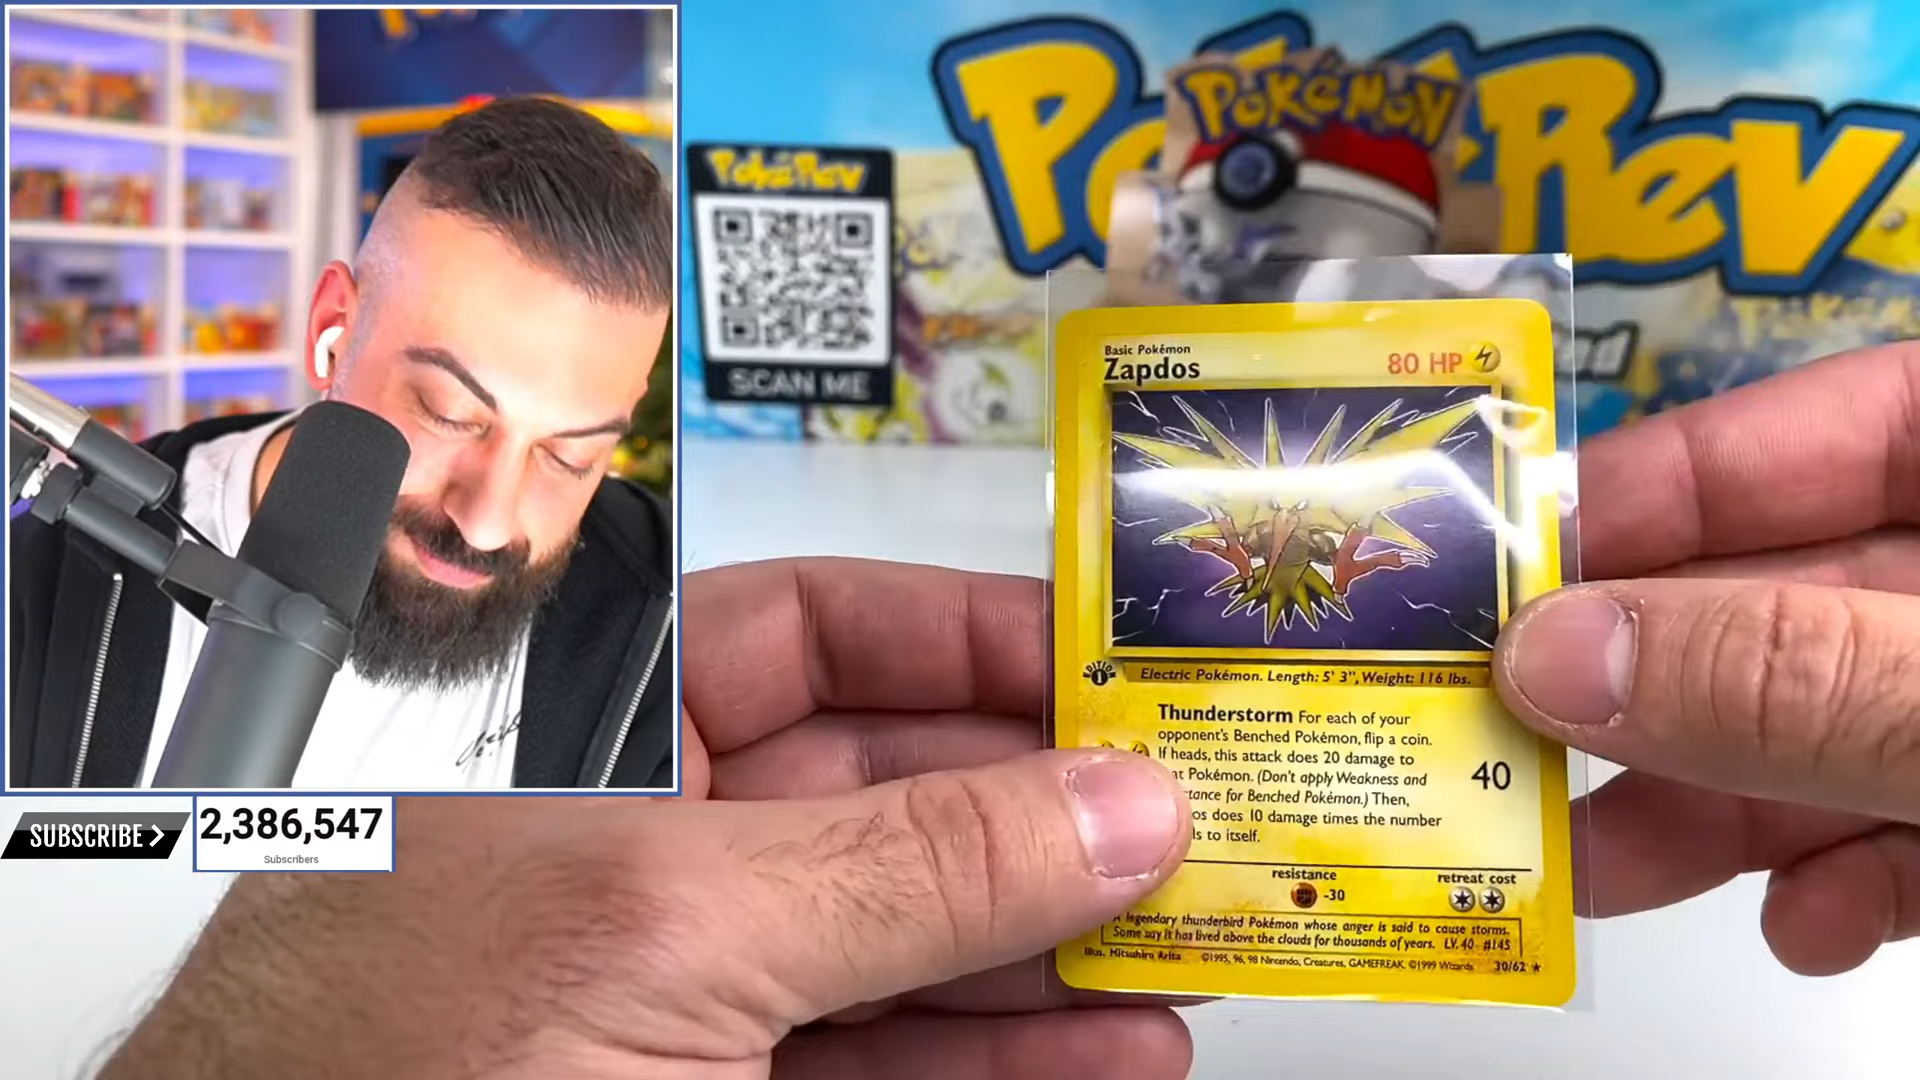 PokéRev
POKéMON
PokéRev
SCAN ME
Basic Pokémon
Zapdos
80 HP
EDITION
1
Electric Pokémon. Length: 5' 3", Weight: 116 lbs.
Thunderstorm For each of your
opponent's Benched Pokémon, flip a coin.
If heads, this attack does 20 damage to
Pokémon. (Don't apply Weakness and
for Benched Pokémon.) Then,
does 10 damage times the number
to itself.
40
resistance
-30
retreat cost
A legendary thunderbird Pokémon whose anger is said to cause storms.
Some say it has lived above the clouds for thousands of years. LV. 40 #145
Illus. Mitsuhiro Arita ©1995, 96, 98 Nintendo, Creatures, GAMEFREAK. ©1999 Wizards. 30/62 ★
SUBSCRIBE >
2,386,547
Subscribers